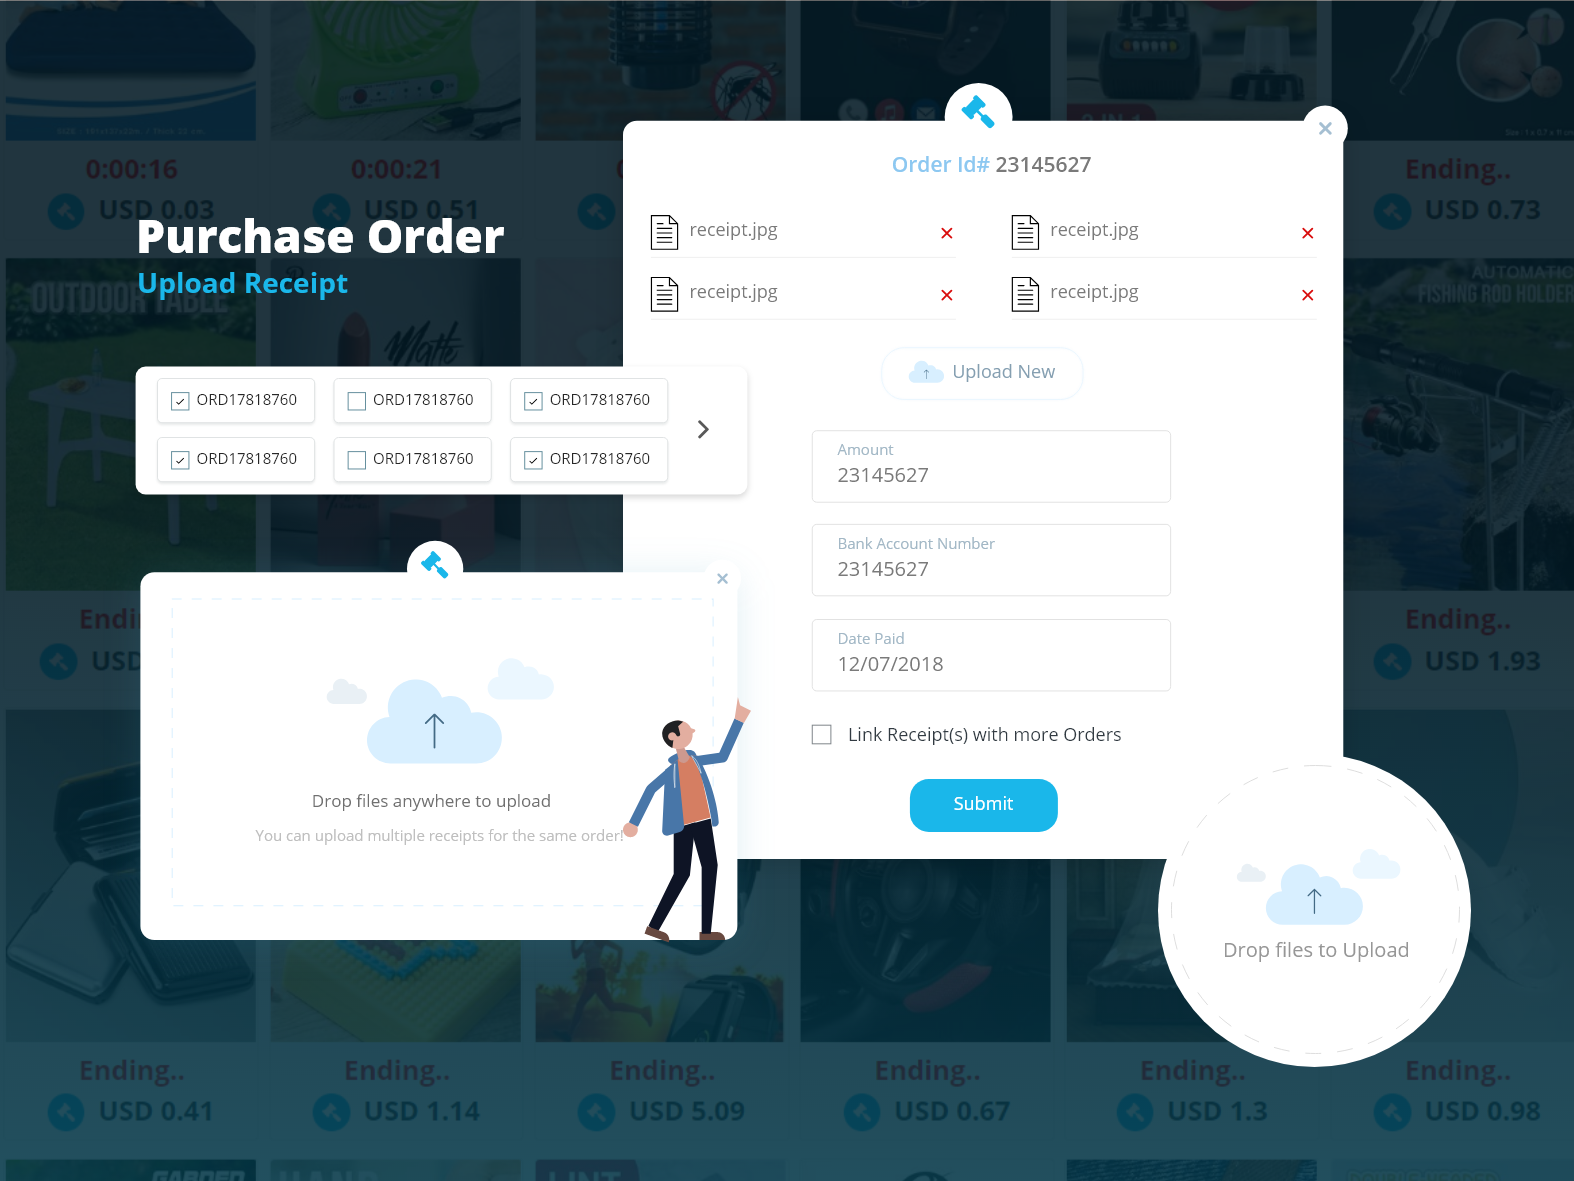 0:00:16
0:00:21
USD 0.03
USD 0.51
Ending..
USD 0.73
Purchase Order
Upload Receipt
OUTDOOR TABLE
Matte
AUTOMATIC
FISHING ROD HOLDER
Order Id# 23145627
receipt.jpg
receipt.jpg
receipt.jpg
receipt.jpg
Upload New
ORD17818760
ORD17818760
ORD17818760
ORD17818760
ORD17818760
ORD17818760
Amount
23145627
Bank Account Number
23145627
Date Paid
12/07/2018
Link Receipt(s) with more Orders
Submit
Drop files anywhere to upload
You can upload multiple receipts for the same order!
Drop files to Upload
USD
Ending..
USD 1.93
Ending..
USD 0.41
Ending..
USD 1.14
Ending..
USD 5.09
Ending..
USD 0.67
Ending..
USD 1.3
Ending..
USD 0.98
GARDEN
HAND
LINT